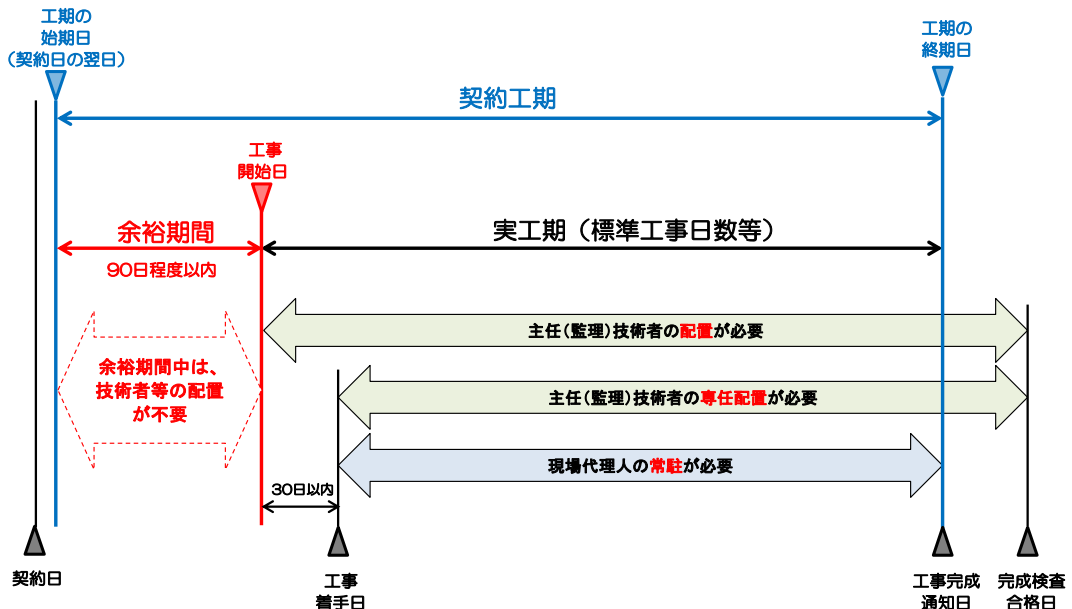 工期の
始期日
（契約日の翌日）
工期の
終期日
契約工期
工事
開始日
余裕期間
90日程度以内
実工期（標準工事日数等）
主任(監理)技術者の配置が必要
余裕期間中は、
技術者等の配置
が不要
主任(監理)技術者の専任配置が必要
現場代理人の常駐が必要
30日以内
契約日
工事
着手日
工事完成
通知日
完成検査
合格日